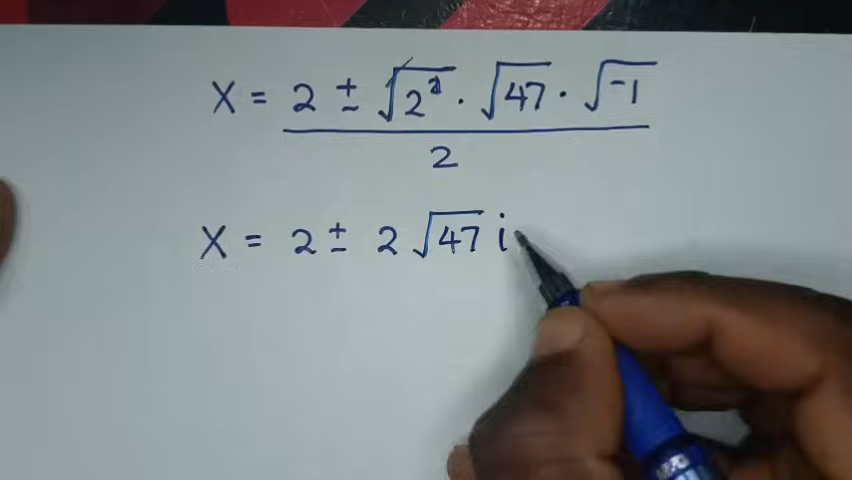 X = 2 ± √2² · √47 · √-1
2
X = 2 ± 2 √47 i